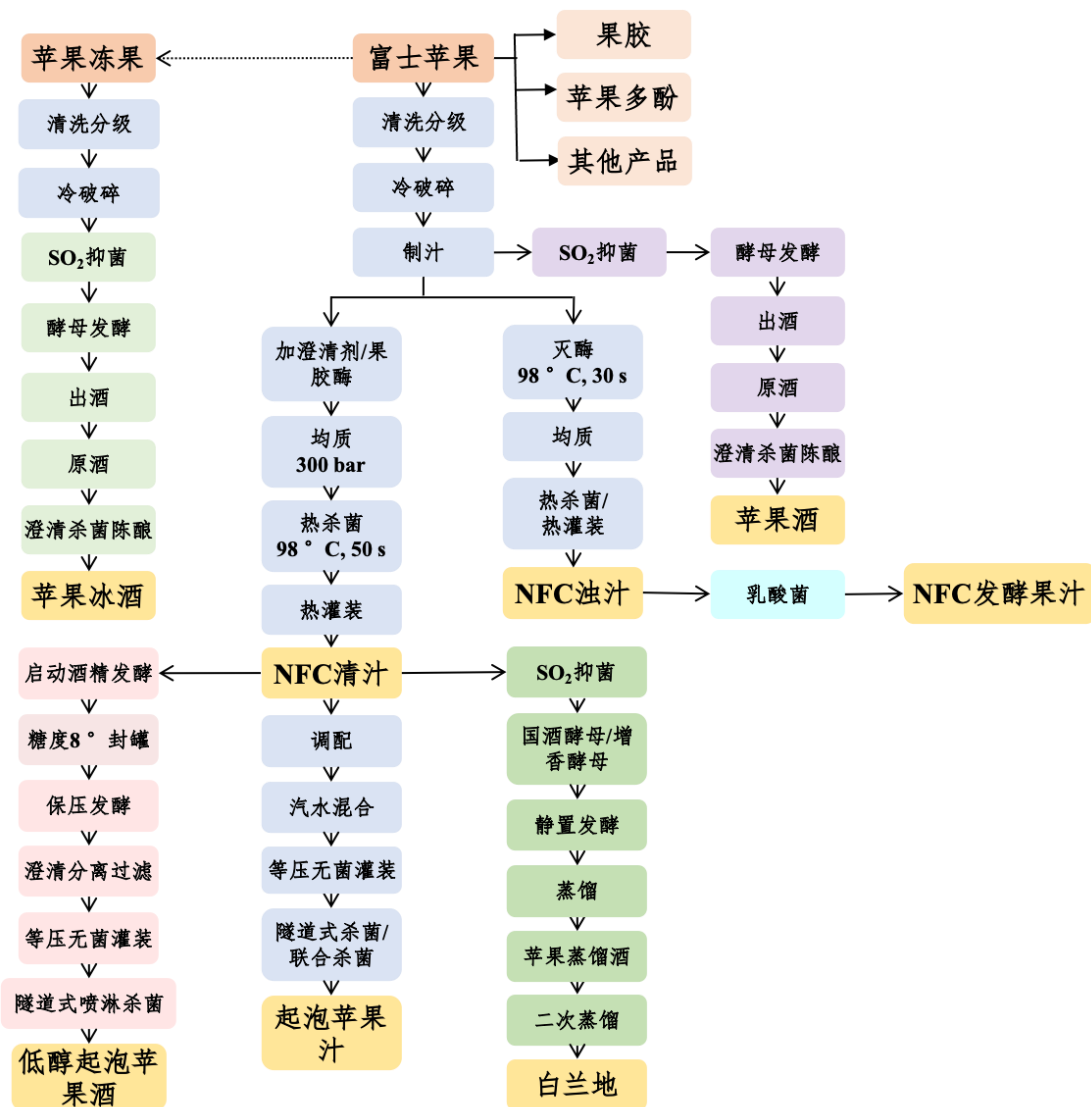 苹果冻果
清洗分级
冷破碎
SO₂抑菌
酵母发酵
出酒
原酒
澄清杀菌陈酿
苹果冰酒
富士苹果
清洗分级
冷破碎
制汁
果胶
苹果多酚
其他产品
SO₂抑菌
酵母发酵
出酒
原酒
澄清杀菌陈酿
苹果酒
加澄清剂/果
胶酶
均质
300 bar
热杀菌
98°C, 50 s
热灌装
NFC清汁
灭酶
98°C, 30 s
均质
热杀菌/
热灌装
NFC浊汁
乳酸菌
NFC发酵果汁
启动酒精发酵
糖度8°封罐
保压发酵
澄清分离过滤
等压无菌灌装
隧道式喷淋杀菌
低醇起泡苹
果酒
调配
汽水混合
等压无菌灌装
隧道式杀菌/
联合杀菌
起泡苹果
汁
SO₂抑菌
国酒酵母/增
香酵母
静置发酵
蒸馏
苹果蒸馏酒
二次蒸馏
白兰地